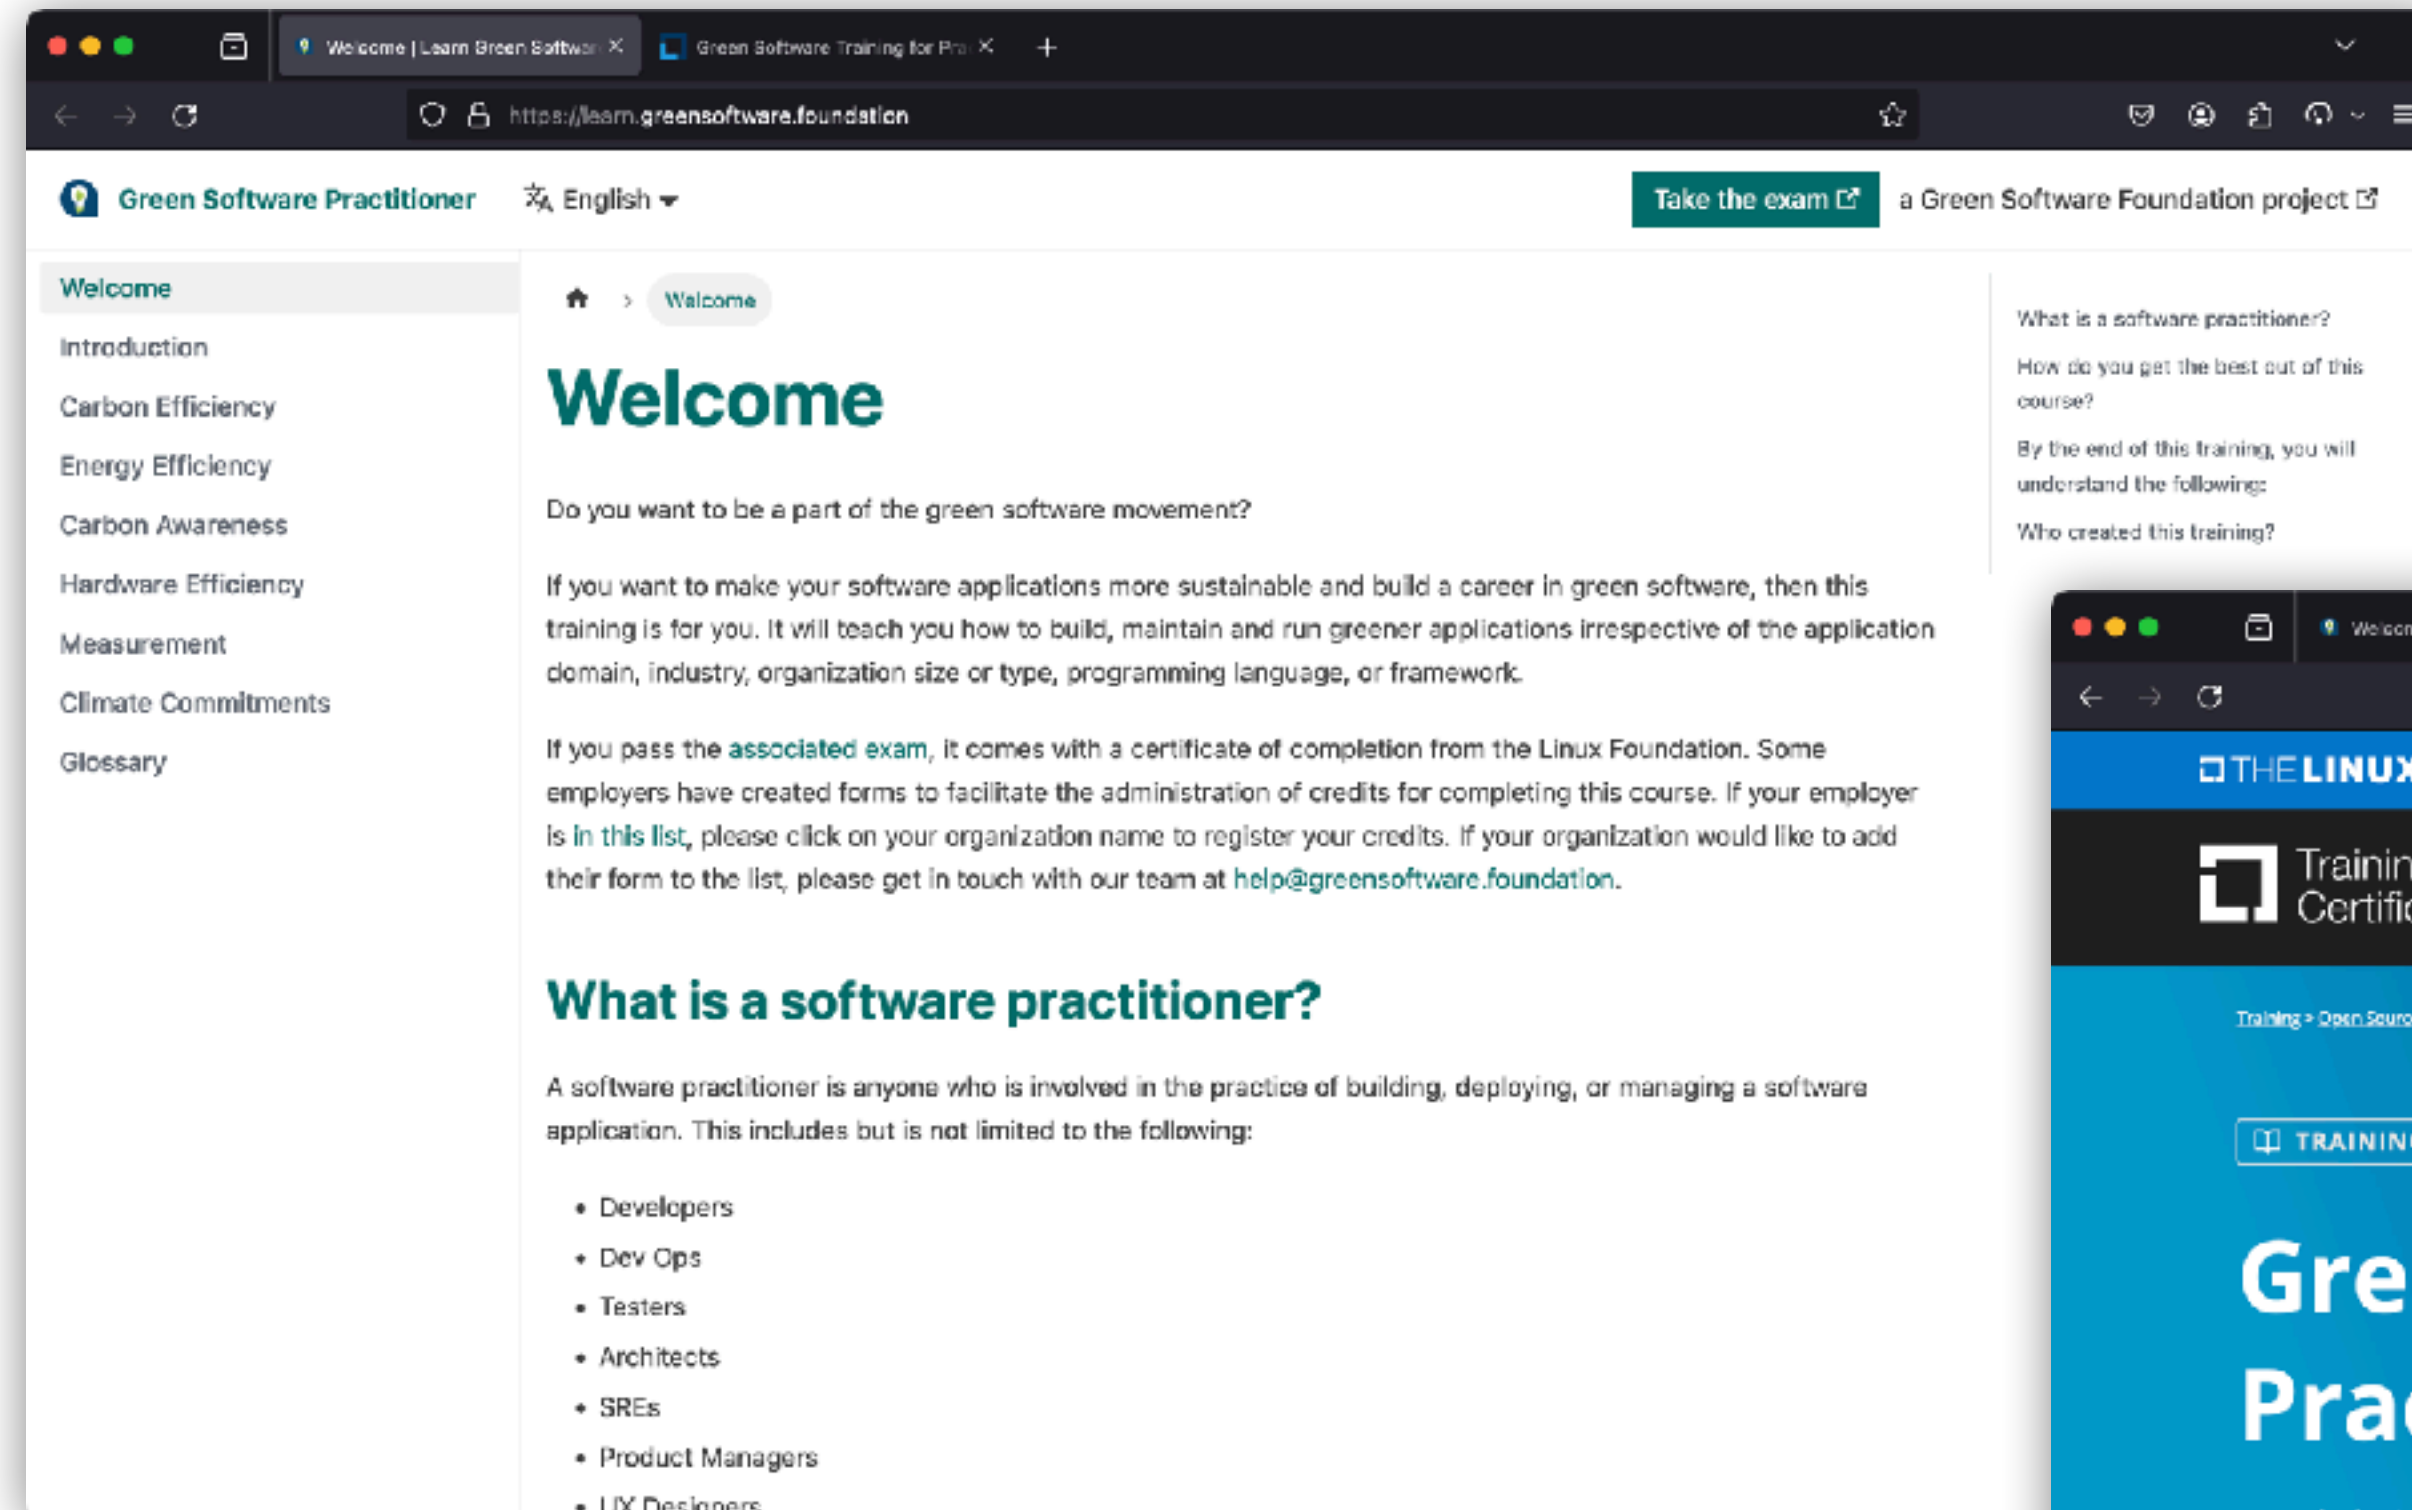 Welcome | Learn Green Softwar
Green Software Training for Pra
https://learn.greensoftware.foundation
Green Software Practitioner
English
Take the exam
a Green Software Foundation project
Welcome
Introduction
Carbon Efficiency
Energy Efficiency
Carbon Awareness
Hardware Efficiency
Measurement
Climate Commitments
Glossary
Welcome
Welcome
Do you want to be a part of the green software movement?
If you want to make your software applications more sustainable and build a career in green software, then this
training is for you. It will teach you how to build, maintain and run greener applications irrespective of the application
domain, industry, organization size or type, programming language, or framework.
If you pass the associated exam, it comes with a certificate of completion from the Linux Foundation. Some
employers have created forms to facilitate the administration of credits for completing this course. If your employer
is in this list, please click on your organization name to register your credits. If your organization would like to add
their form to the list, please get in touch with our team at help@greensoftware.foundation.
What is a software practitioner?
A software practitioner is anyone who is involved in the practice of building, deploying, or managing a software
application. This includes but is not limited to the following:
• Developers
• Dev Ops
• Testers
• Architects
• SREs
• Product Managers
• UX Designers
What is a software practitioner?
How do you get the best out of this
course?
By the end of this training, you will
understand the following:
Who created this training?
Welcom
THE LINUX
Trainin
Certific
Training > Open Sourc
TRAINING
Gre
Prac